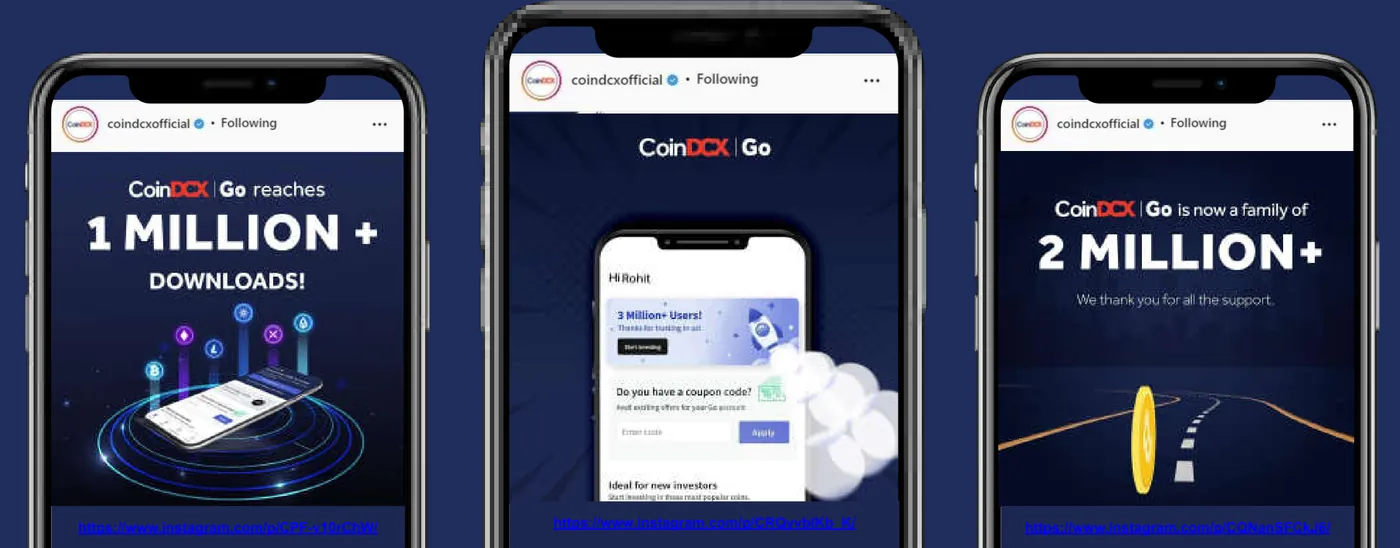 coindcxofficial • Following
CoinDCX | Go reaches
1 MILLION +
DOWNLOADS!
coindcxofficial • Following
CoinDCX | Go
Hi Rohit
3 Million+ Users!
Thanks for trusting in us!
Start Investing
Do you have a coupon code?
Avail exciting offers for your Go account
Enter code
Apply
Ideal for new investors
Start investing in these most popular coins.
coindcxofficial • Following
CoinDCX | Go is now a family of
2 MILLION+
We thank you for all the support.